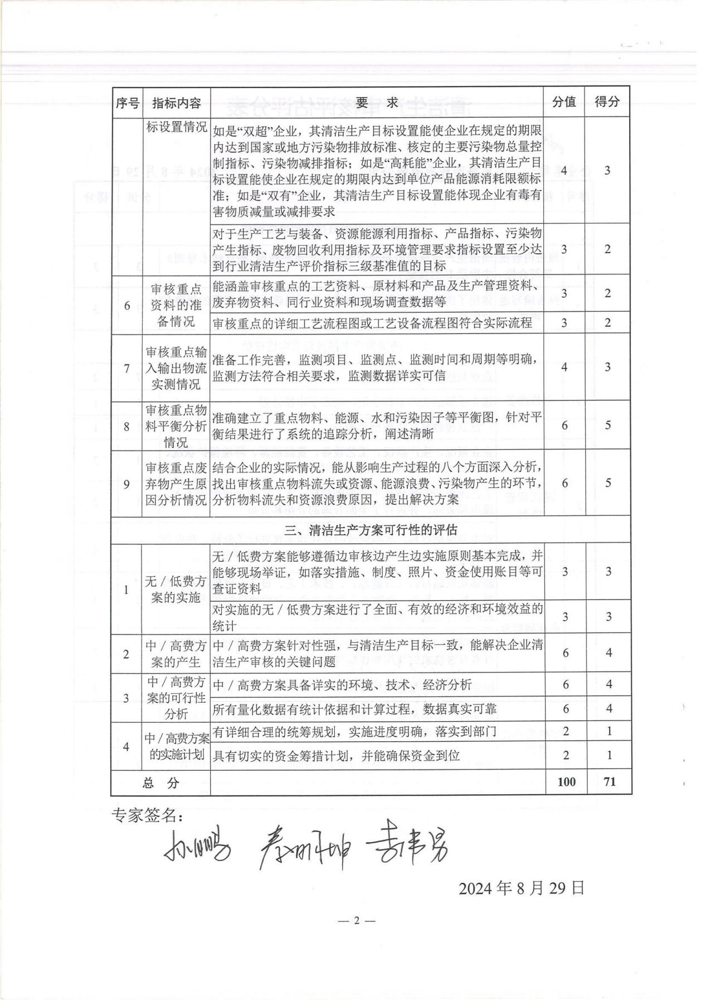 序号 指标内容 要 求 分值 得分
标设置情况
如是“双超”企业，其清洁生产目标设置能使企业在规定的期限
内达到国家或地方污染物排放标准、核定的主要污染物总量控
制指标、污染物减排指标；如是“高耗能”企业，其清洁生产目
标设置能使企业在规定的期限内达到单位产品能源消耗限额标
准；如是“双有”企业，其清洁生产目标设置能体现企业有毒有
害物质减量或减排要求
4 3
对于生产工艺与装备、资源能源利用指标、产品指标、污染物
产生指标、废物回收利用指标及环境管理要求指标设置至少达
到行业清洁生产评价指标三级基准值的目标
3 2
6
审核重点
资料的准
备情况
能涵盖审核重点的工艺资料、原材料和产品及生产管理资料、
废弃物资料、同行业资料和现场调查数据等
3 2
审核重点的详细工艺流程图或工艺设备流程图符合实际流程 3 2
7
审核重点输
入输出物流
实测情况
准备工作完善，监测项目、监测点、监测时间和周期等明确，
监测方法符合相关要求，监测数据详实可信
4 3
8
审核重点物
料平衡分析
情况
准确建立了重点物料、能源、水和污染因子等平衡图，针对平
衡结果进行了系统的追踪分析，阐述清晰
6 5
9
审核重点废
弃物产生原
因分析情况
结合企业的实际情况，能从影响生产过程的八个方面深入分析，
找出审核重点物料流失或资源、能源浪费、污染物产生的环节，
分析物料流失和资源浪费原因，提出解决方案
6 5
三、清洁生产方案可行性的评估
1
无／低费方
案的实施
无／低费方案能够遵循边审核边产生边实施原则基本完成，并
能够现场举证，如落实措施、制度、照片、资金使用账目等可
查证资料
3 3
对实施的无／低费方案进行了全面、有效的经济和环境效益的
统计
3 3
2
中／高费方
案的产生
中／高费方案针对性强，与清洁生产目标一致，能解决企业清
洁生产审核的关键问题
6 4
3
中／高费方
案的可行性
分析
中／高费方案具备详实的环境、技术、经济分析 6 4
所有量化数据有统计依据和计算过程，数据真实可靠 6 4
4
中／高费方案
的实施计划
有详细合理的统筹规划，实施进度明确，落实到部门 2 1
具有切实的资金筹措计划，并能确保资金到位 2 1
总 分 100 71
专家签名：
2024 年 8 月 29 日
— 2 —